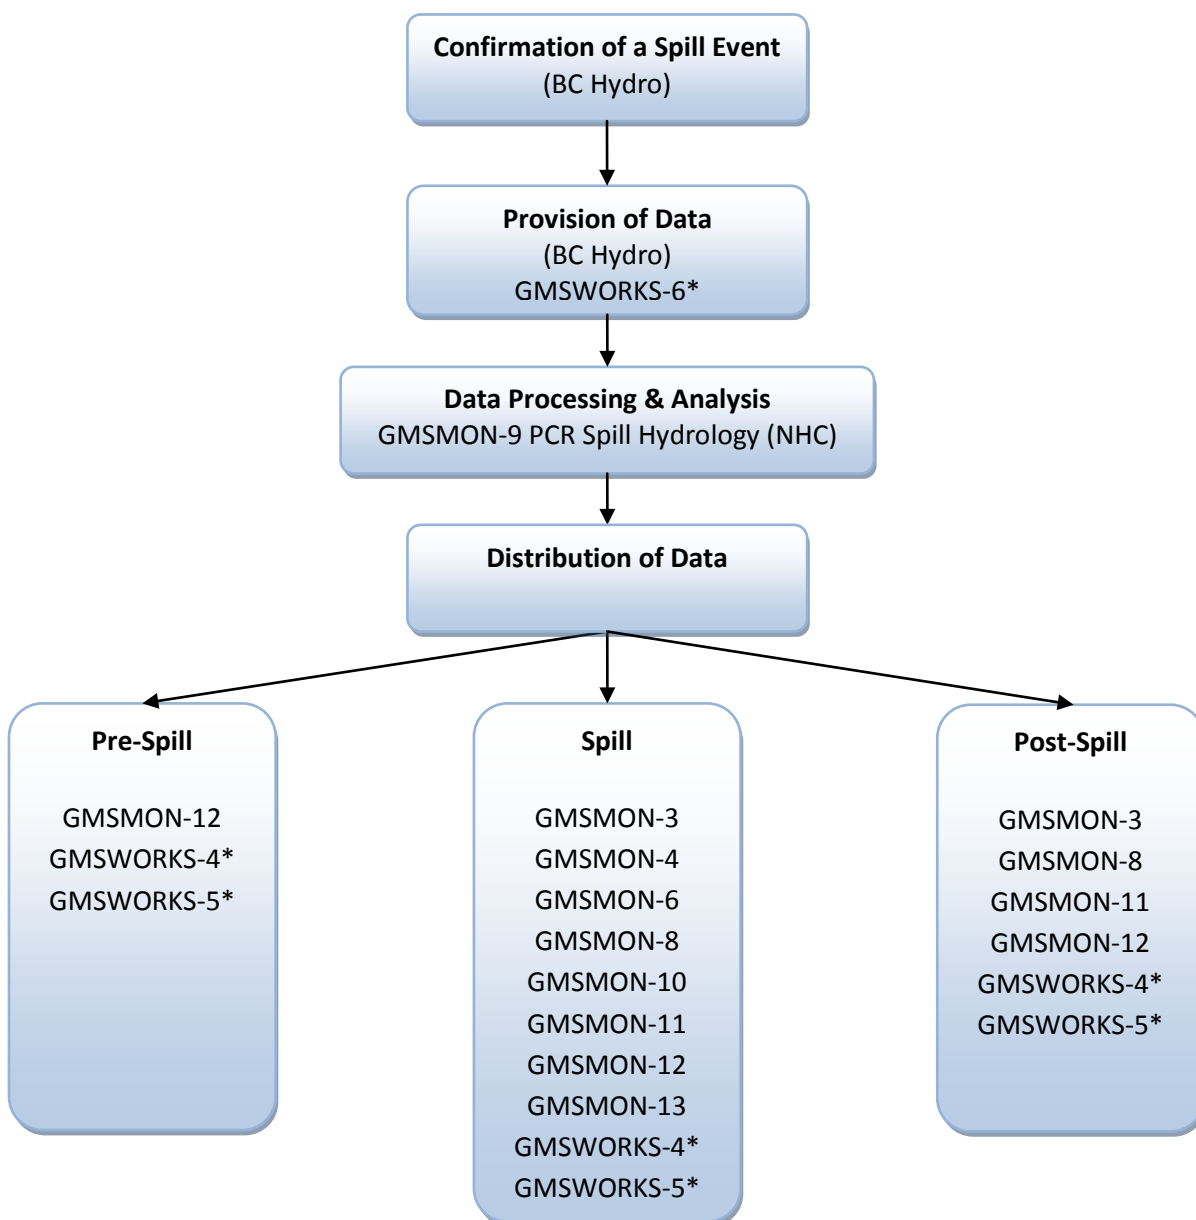 Confirmation of a Spill Event
(BC Hydro)
Provision of Data
(BC Hydro)
GMSWORKS-6*
Data Processing & Analysis
GMSMON-9 PCR Spill Hydrology (NHC)
Distribution of Data
Pre-Spill
GMSMON-12
GMSWORKS-4*
GMSWORKS-5*
Spill
GMSMON-3
GMSMON-4
GMSMON-6
GMSMON-8
GMSMON-10
GMSMON-11
GMSMON-12
GMSMON-13
GMSWORKS-4*
GMSWORKS-5*
Post-Spill
GMSMON-3
GMSMON-8
GMSMON-11
GMSMON-12
GMSWORKS-4*
GMSWORKS-5*